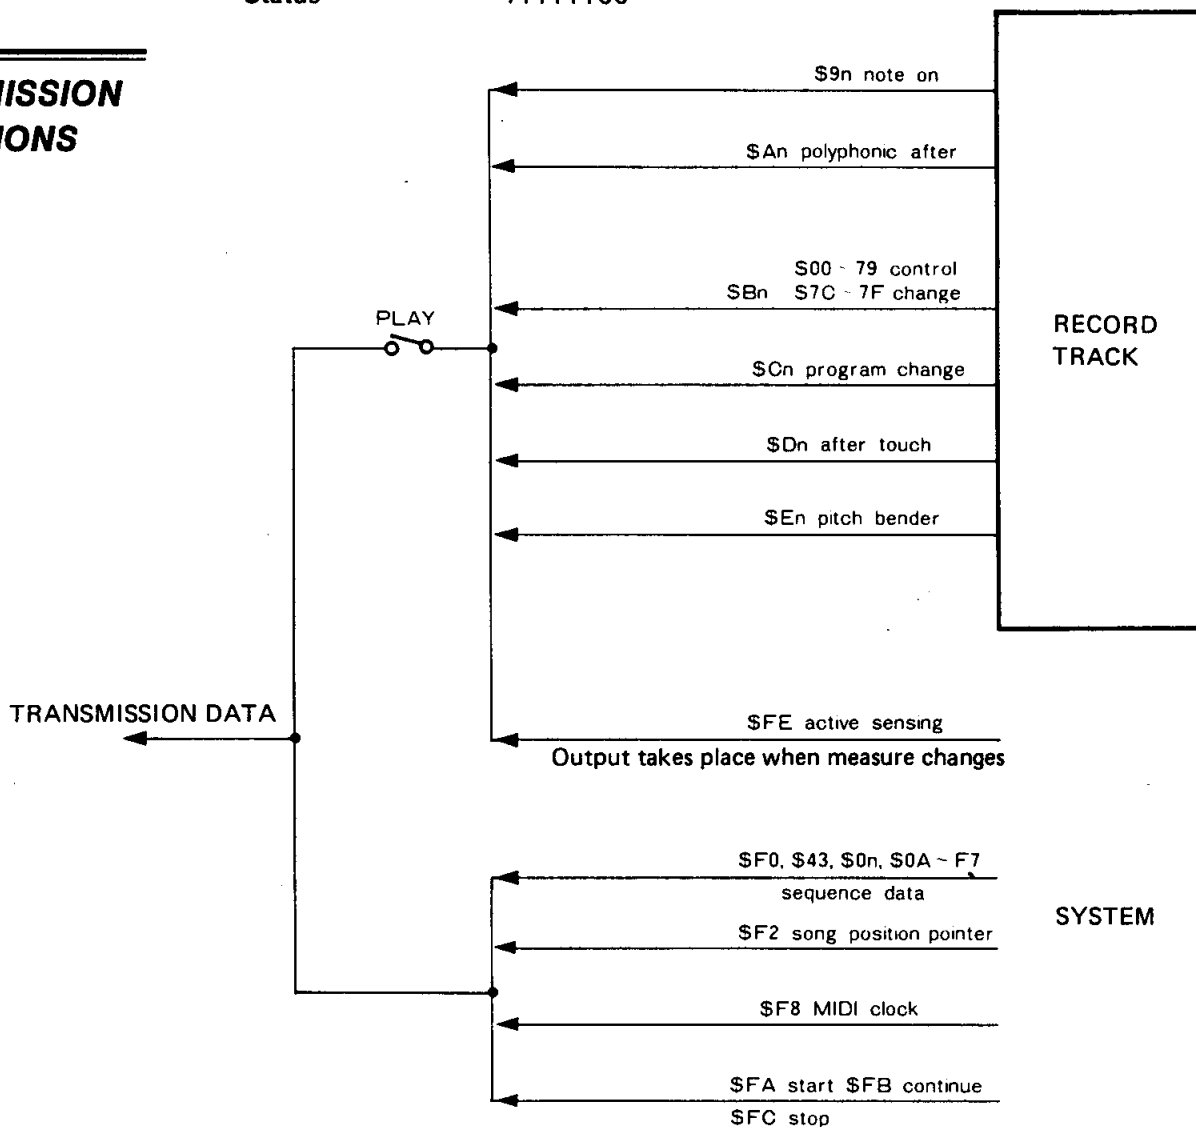 MISSION
IONS
$9n note on
$An polyphonic after
$00 ~ 79 control
$Bn $7C ~ 7F change
PLAY
RECORD
TRACK
$Cn program change
$Dn after touch
$En pitch bender
TRANSMISSION DATA
$FE active sensing
Output takes place when measure changes
$F0, $43, $0n, $0A ~ F7
sequence data
SYSTEM
$F2 song position pointer
$F8 MIDI clock
$FA start $FB continue
$FC stop